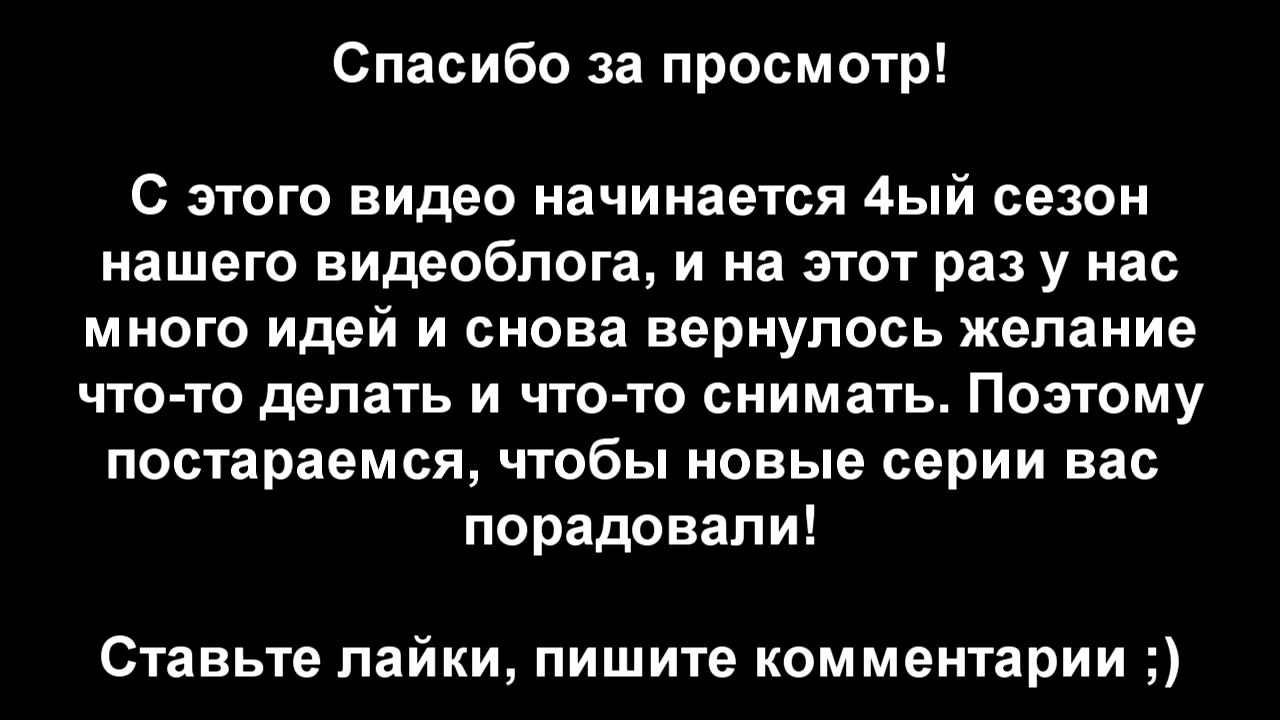 Спасибо за просмотр!
С этого видео начинается 4ый сезон
нашего видеоблога, и на этот раз у нас
много идей и снова вернулось желание
что-то делать и что-то снимать. Поэтому
постараемся, чтобы новые серии вас
порадовали!
Ставьте лайки, пишите комментарии ;)